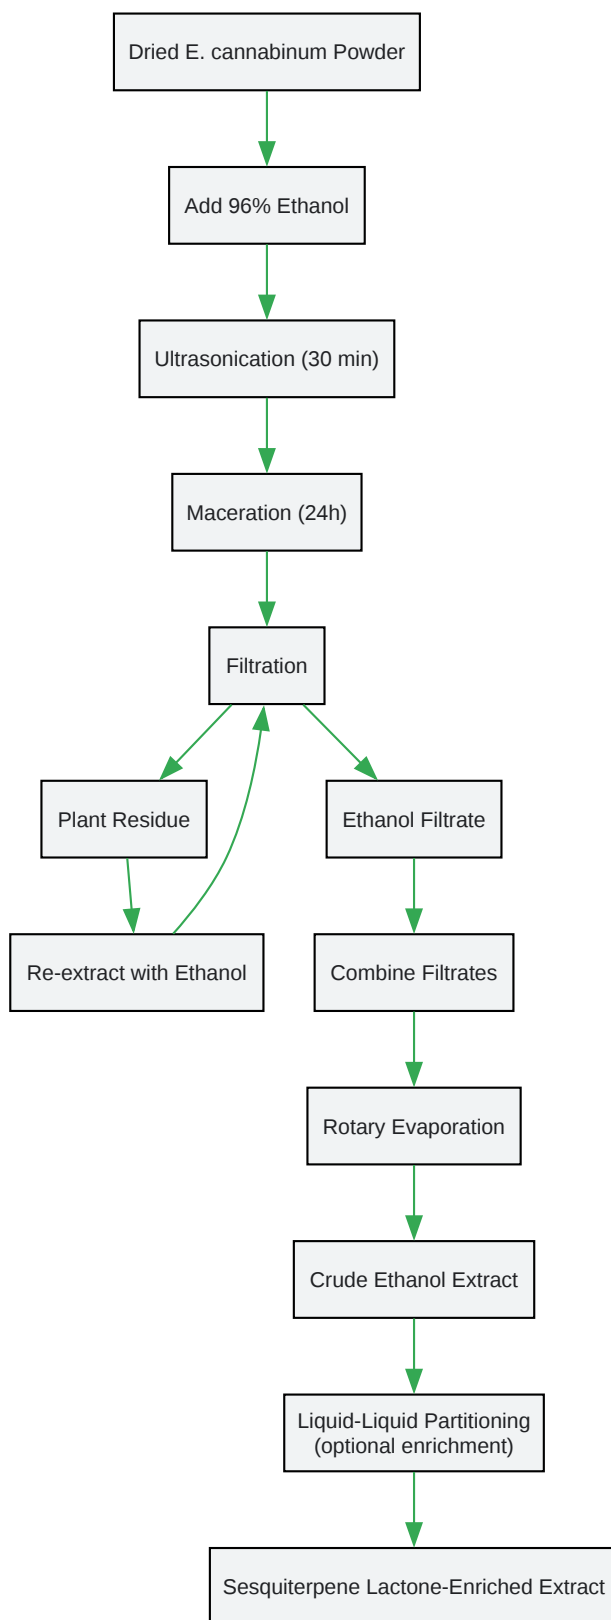 Dried E. cannabinum Powder
Add 96% Ethanol
Ultrasonication (30 min)
Maceration (24h)
Filtration
Plant Residue
Ethanol Filtrate
Re-extract with Ethanol
Combine Filtrates
Rotary Evaporation
Crude Ethanol Extract
Liquid-Liquid Partitioning
(optional enrichment)
Sesquiterpene Lactone-Enriched Extract